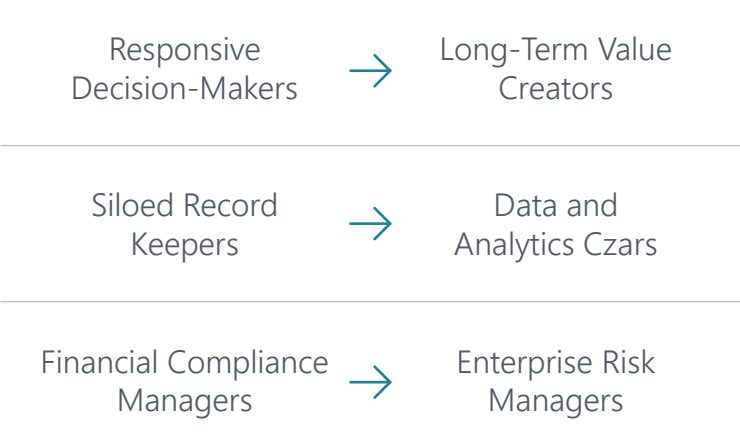 Responsive
Decision-Makers
Long-Term Value
Creators
Siloed Record
Keepers
Data and
Analytics Czars
Financial Compliance
Managers
Enterprise Risk
Managers